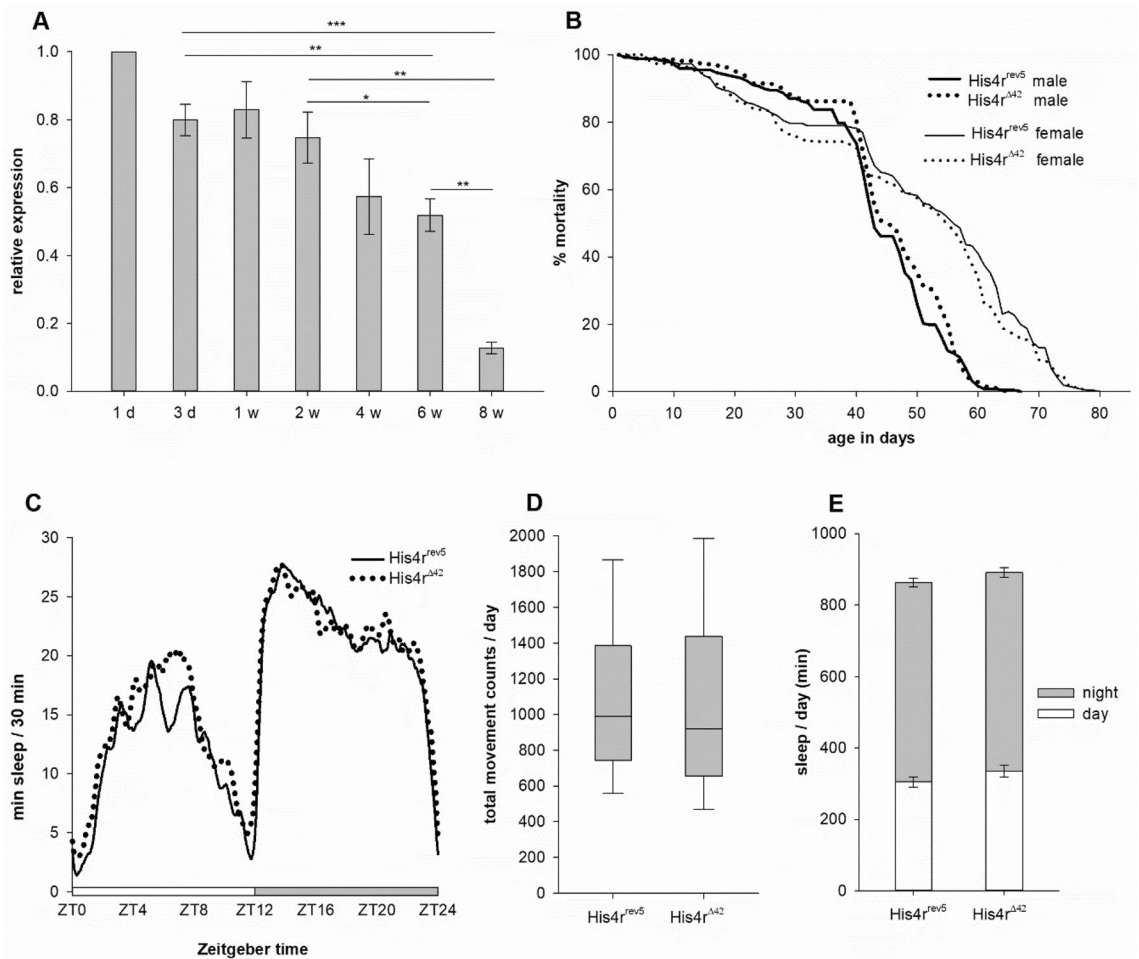 A
***
**
**
*
**
1.0
0.8
0.6
0.4
0.2
0.0
relative expression
1 d 3 d 1 w 2 w 4 w 6 w 8 w
B
100
80
60
40
20
0
% mortality
His4r^rev5 male
His4r^Δ42 male
His4r^rev5 female
His4r^Δ42 female
0 10 20 30 40 50 60 70 80
age in days
C
30
25
20
15
10
5
0
min sleep / 30 min
His4r^rev5
His4r^Δ42
ZT0 ZT4 ZT8 ZT12 ZT16 ZT20 ZT24
Zeitgeber time
D
2000
1800
1600
1400
1200
1000
800
600
400
200
0
total movement counts / day
His4r^rev5 His4r^Δ42
E
1000
800
600
400
200
0
sleep / day (min)
night
day
His4r^rev5 His4r^Δ42